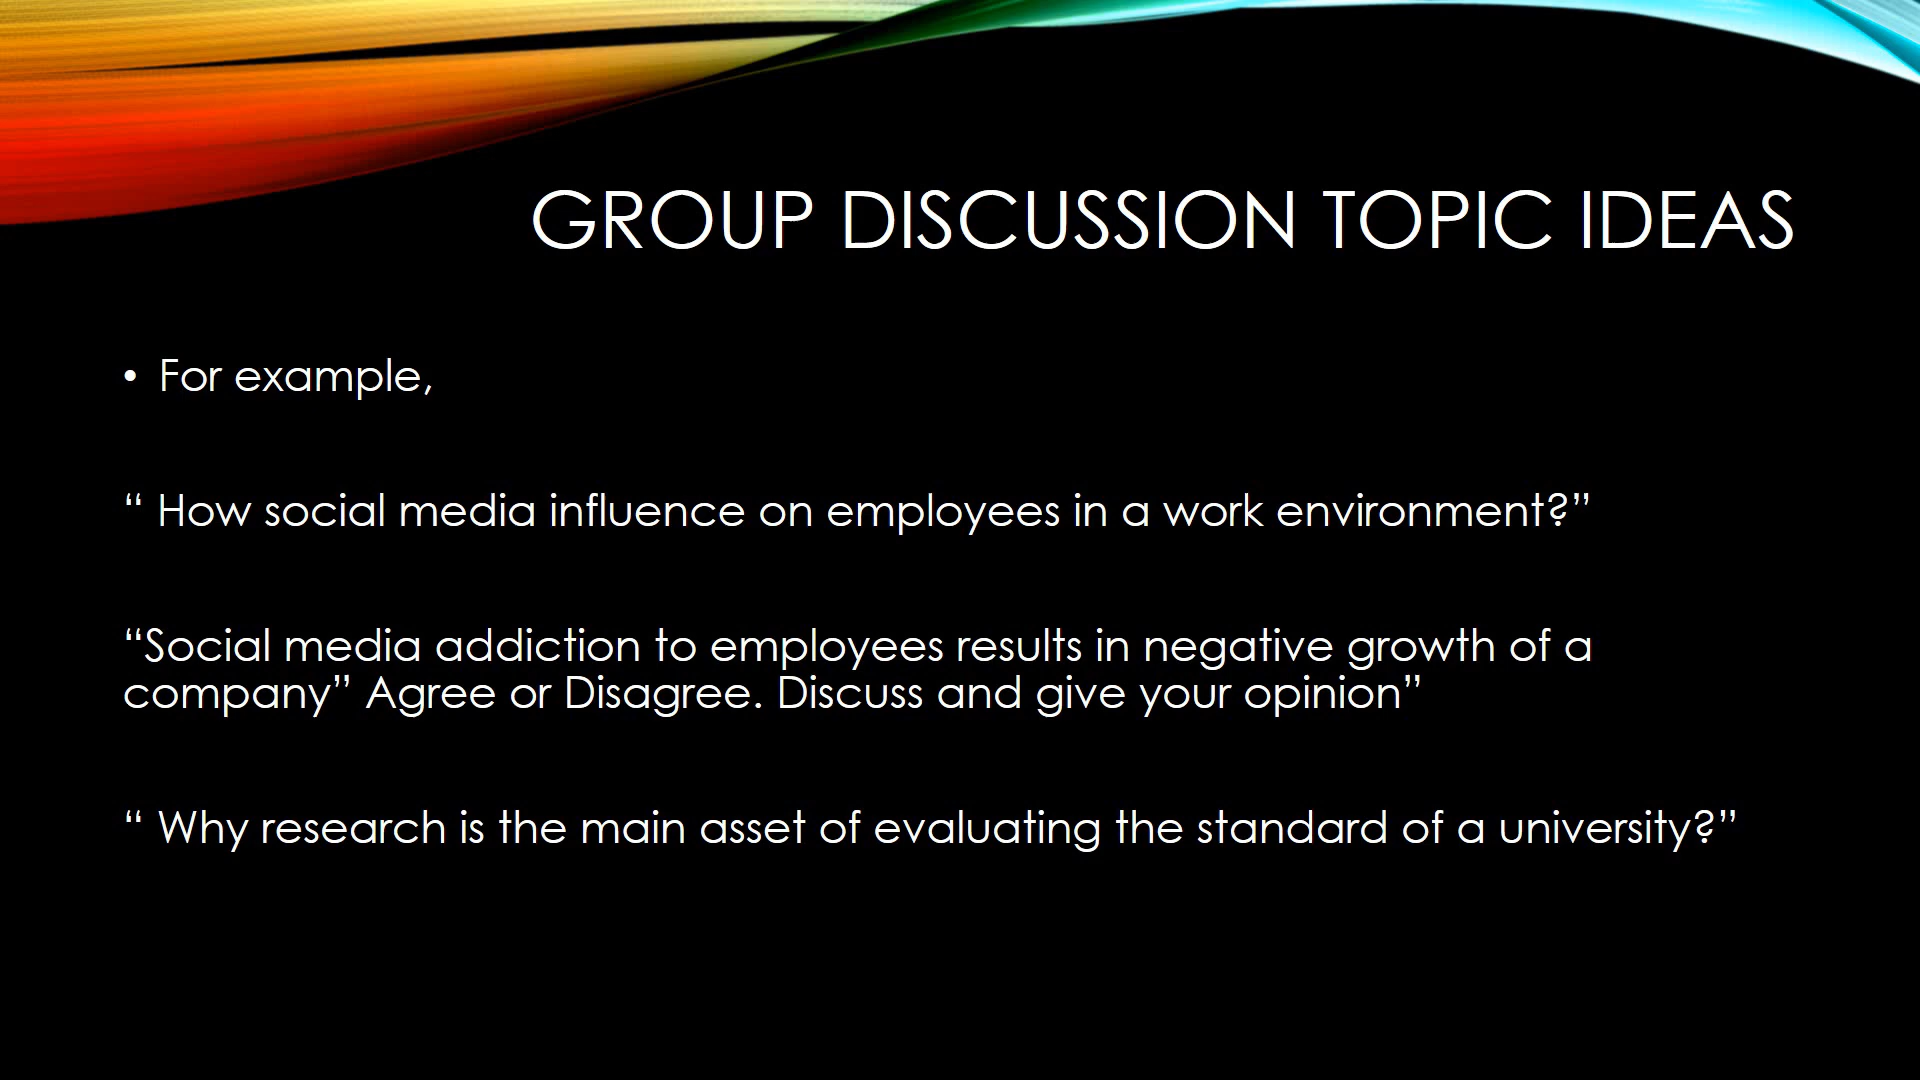 GROUP DISCUSSION TOPIC IDEAS
• For example,
“ How social media influence on employees in a work environment?”
“Social media addiction to employees results in negative growth of a
company” Agree or Disagree. Discuss and give your opinion”
“ Why research is the main asset of evaluating the standard of a university?”